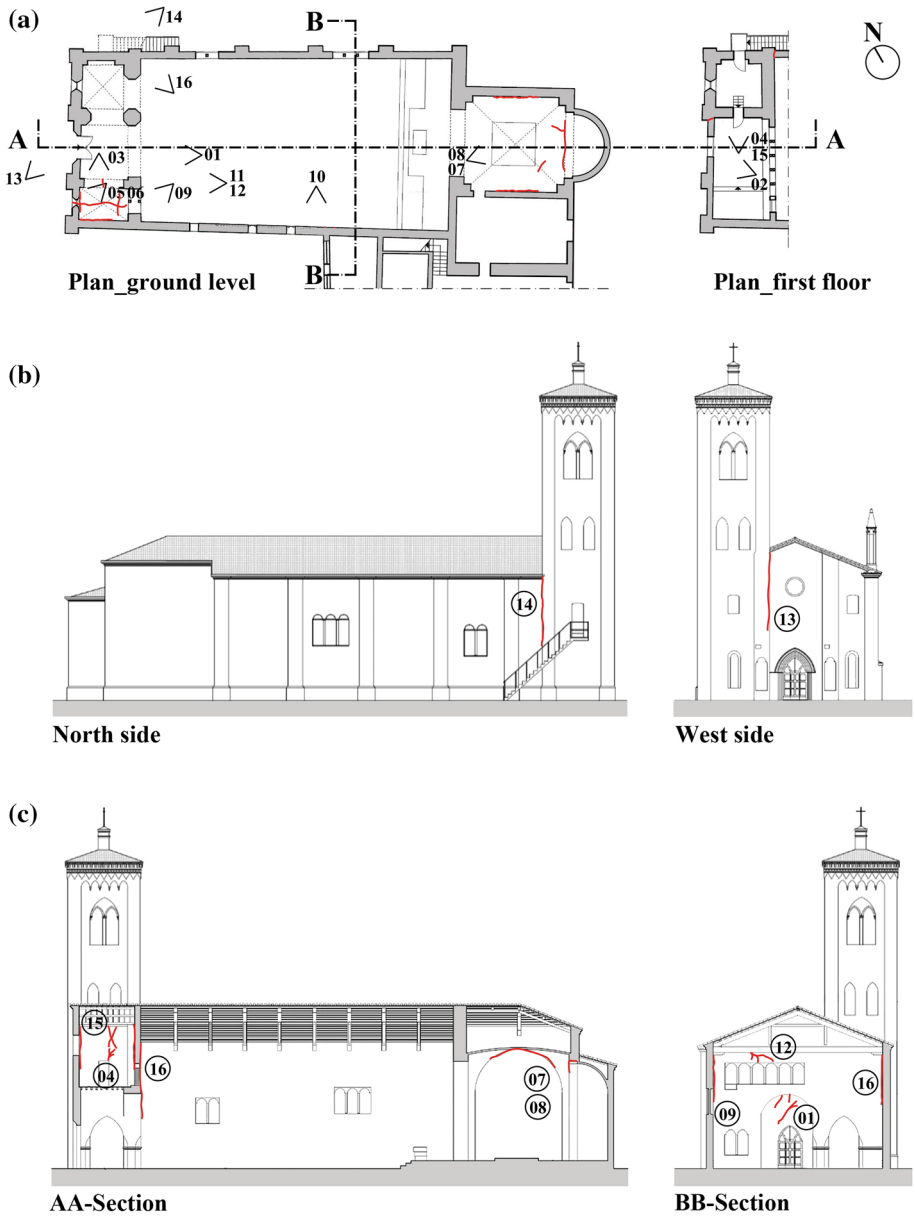 (a)
14
B
N
16
A
A
03
01
08
07
04
15
13
05
06
09
11
12
10
02
B
Plan_ground level
Plan_first floor
(b)
14
13
North side
West side
(c)
15
04
16
07
08
12
16
09
01
AA-Section
BB-Section